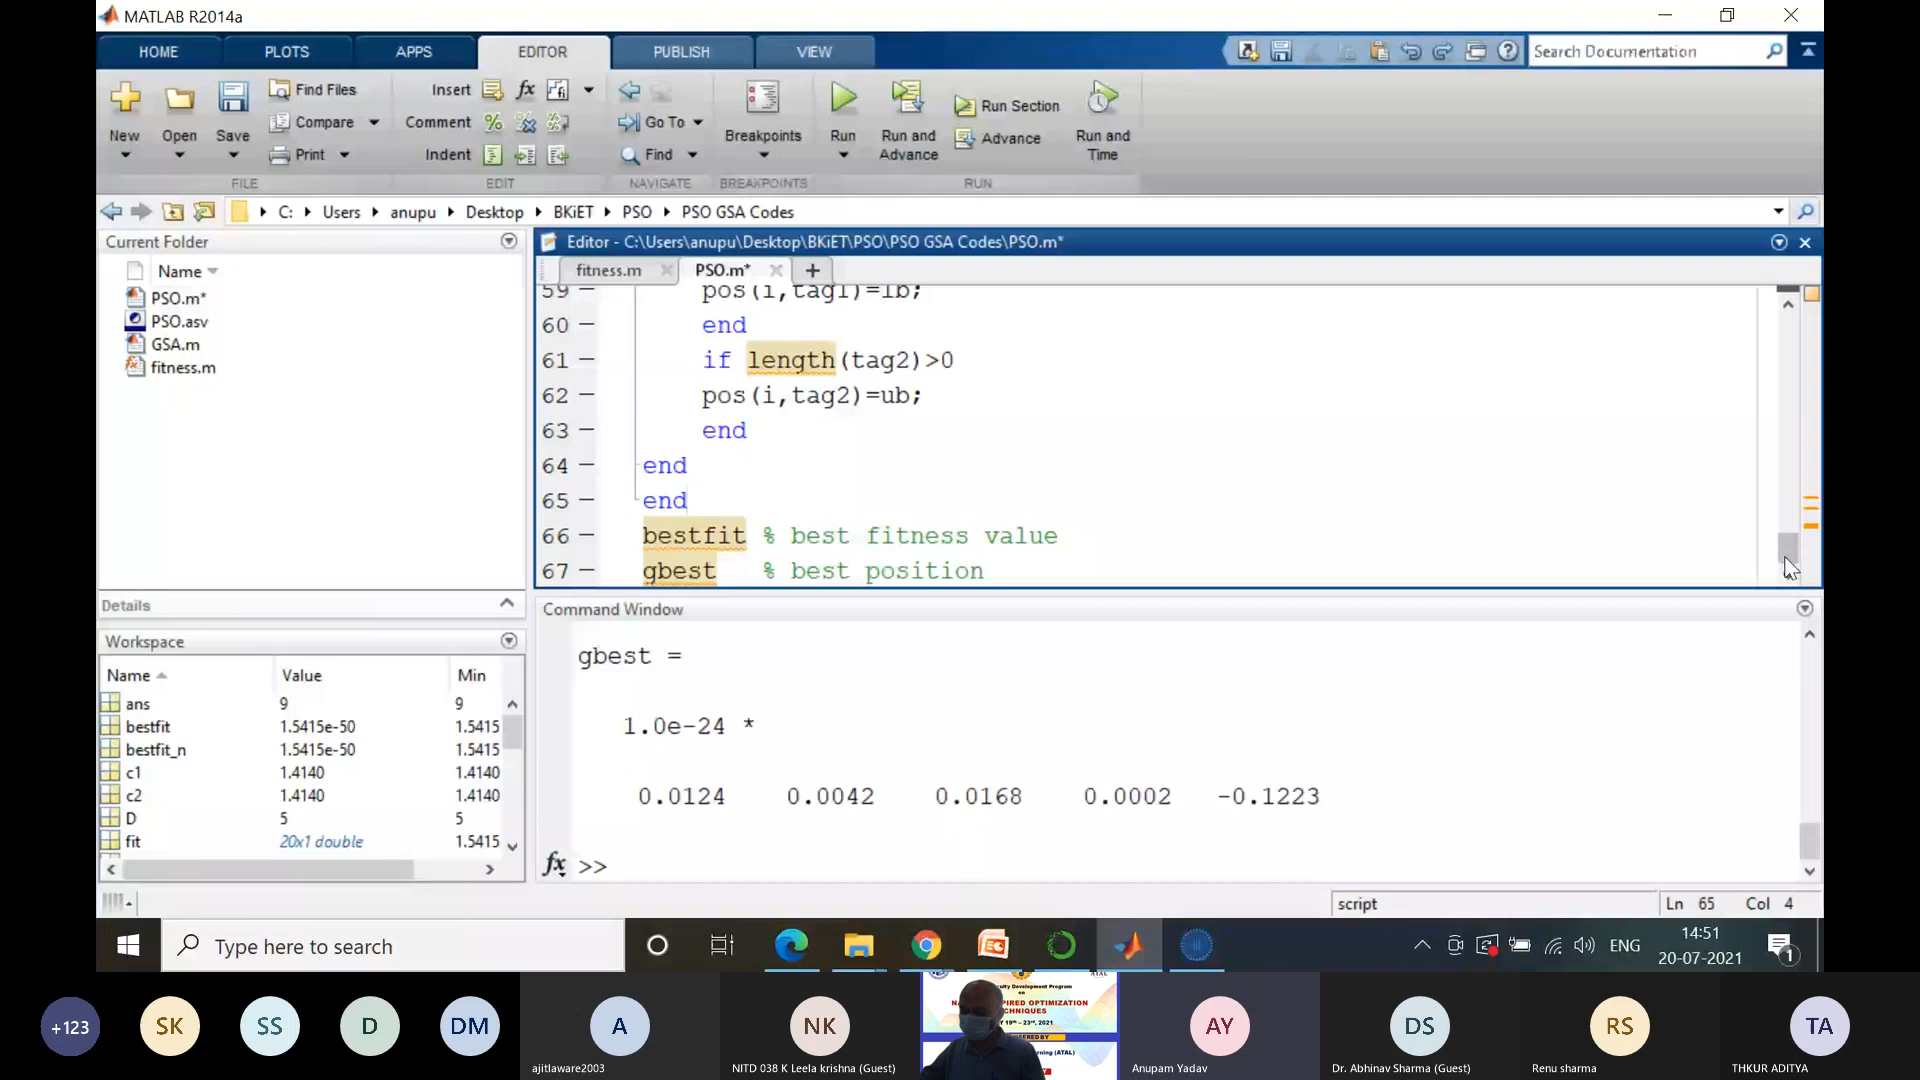 MATLAB R2014a
HOME PLOTS APPS EDITOR PUBLISH VIEW
Search Documentation
New Open Save
Find Files
Compare
Print
Insert fx
Comment
Indent
Go To
Find
Breakpoints
Run
Run and Advance
Run Section
Advance
Run and Time
FILE EDIT NAVIGATE BREAKPOINTS RUN
C: Users anupu Desktop BKiET PSO PSO GSA Codes
Current Folder
Name
PSO.m*
PSO.asv
GSA.m
fitness.m
Details
Editor - C:\Users\anupu\Desktop\BKiET\PSO\PSO GSA Codes\PSO.m*
fitness.m PSO.m*
59 pos(i,tag1)=lb;
60 end
61 if length(tag2)>0
62 pos(i,tag2)=ub;
63 end
64 end
65 end
66 bestfit % best fitness value
67 gbest % best position
Workspace
Name Value Min
ans 9 9
bestfit 1.5415e-50 1.5415
bestfit_n 1.5415e-50 1.5415
c1 1.4140 1.4140
c2 1.4140 1.4140
D 5 5
fit 20x1 double 1.5415
Command Window
gbest =
1.0e-24 *
0.0124 0.0042 0.0168 0.0002 -0.1223
fx >>
script Ln 65 Col 4
Type here to search
ENG
14:51
20-07-2021
1
+123 SK SS D DM A NK AY DS RS TA
ajitlaware2003
NITD 038 K Leela krishna (Guest)
Anupam Yadav
Dr. Abhinav Sharma (Guest)
Renu sharma
THKUR ADITYA